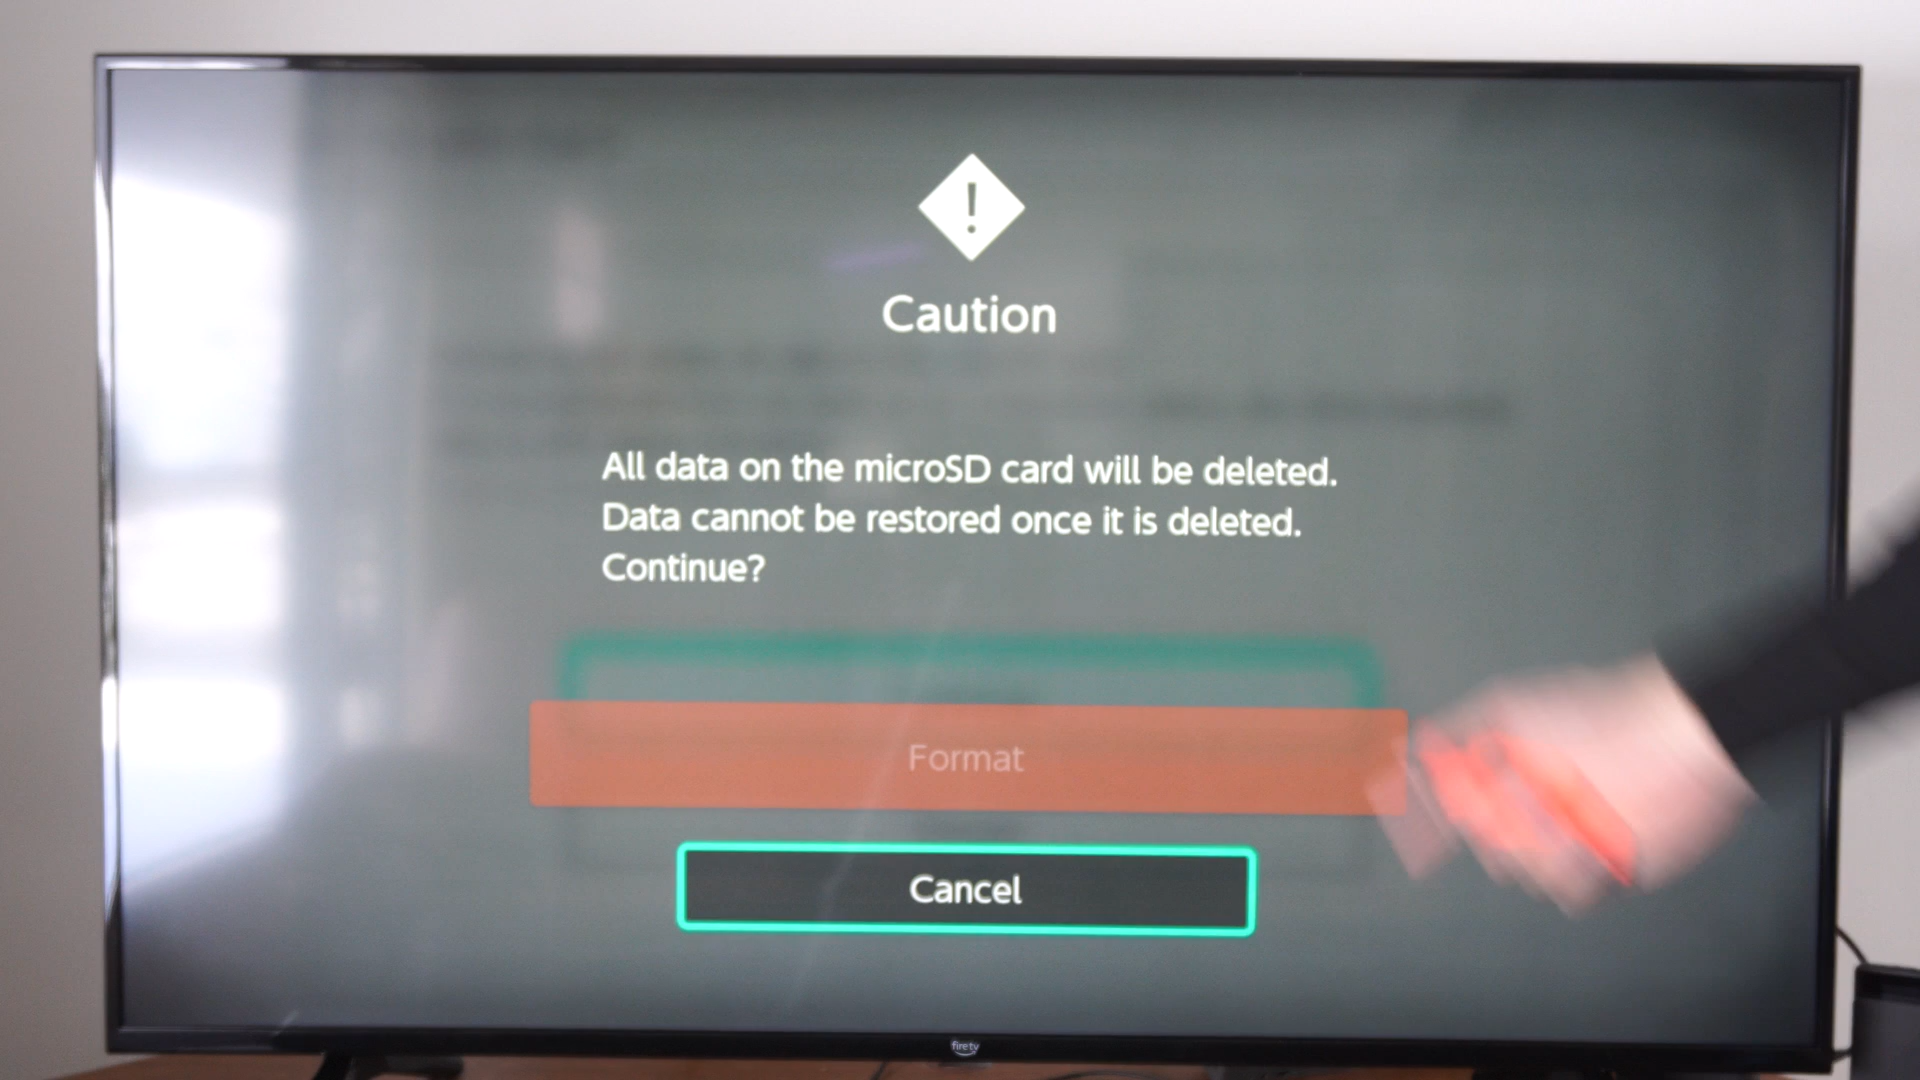 !
Caution
All data on the microSD card will be deleted.
Data cannot be restored once it is deleted.
Continue?
Format
Cancel
fire tv